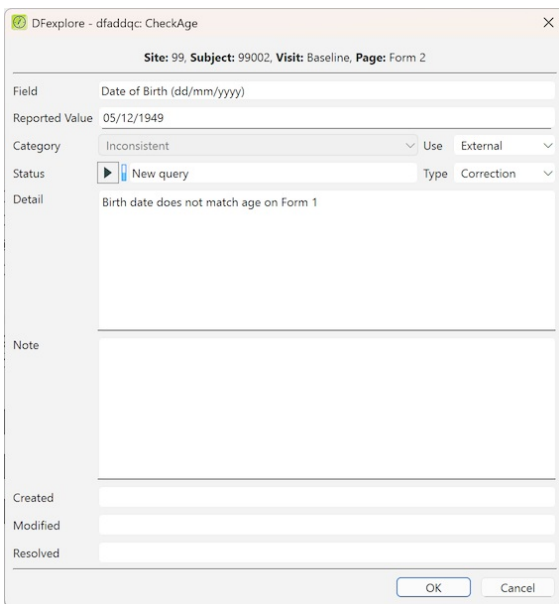 DFexplore - dfaddqc: CheckAge
Site: 99, Subject: 99002, Visit: Baseline, Page: Form 2
Field Date of Birth (dd/mm/yyyy)
Reported Value 05/12/1949
Category Inconsistent Use External
Status New query Type Correction
Detail Birth date does not match age on Form 1
Note
Created
Modified
Resolved
OK Cancel